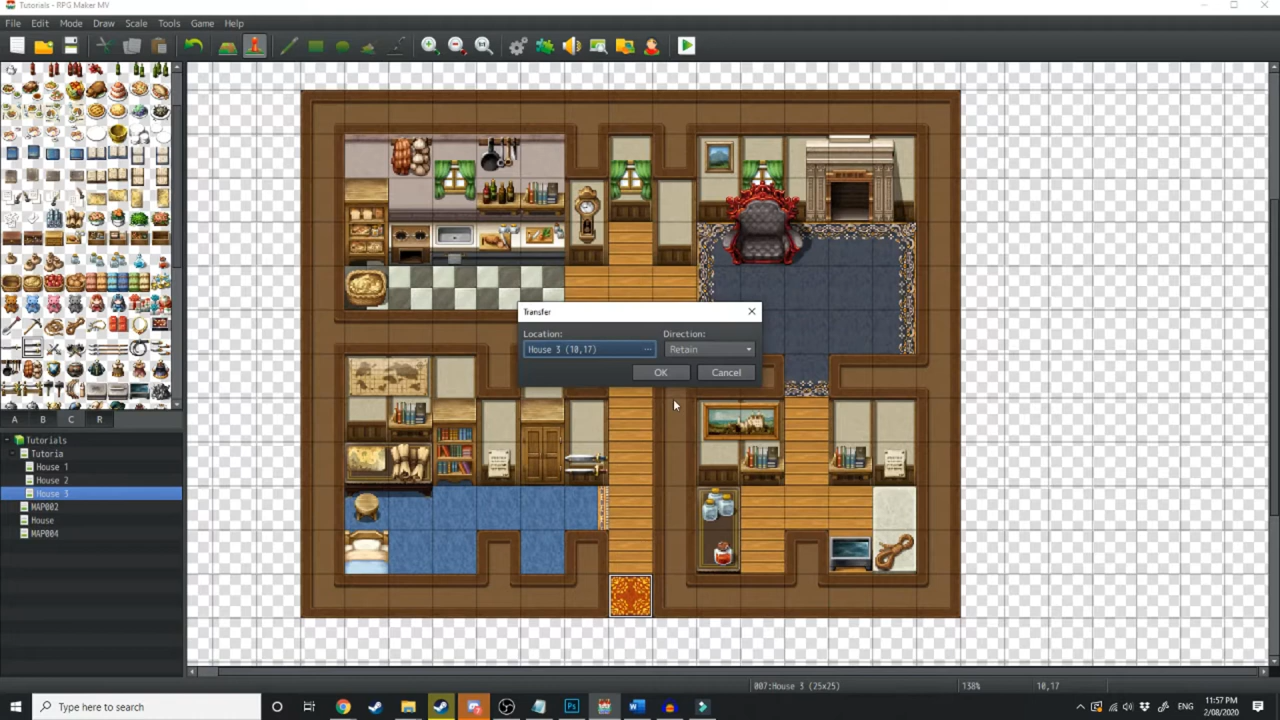 Tutorials - RPG Maker MV
File Edit Mode Draw Scale Tools Game Help
Transfer
Location: Direction:
House 3 (10,17) ... Retain
OK Cancel
A B C R
Tutorials
Tutoria
House 1
House 2
House 3
MAP002
House
MAP004
007:House 3 (25x25) 138% 10,17
Type here to search
ENG
11:57 PM
2/08/2020